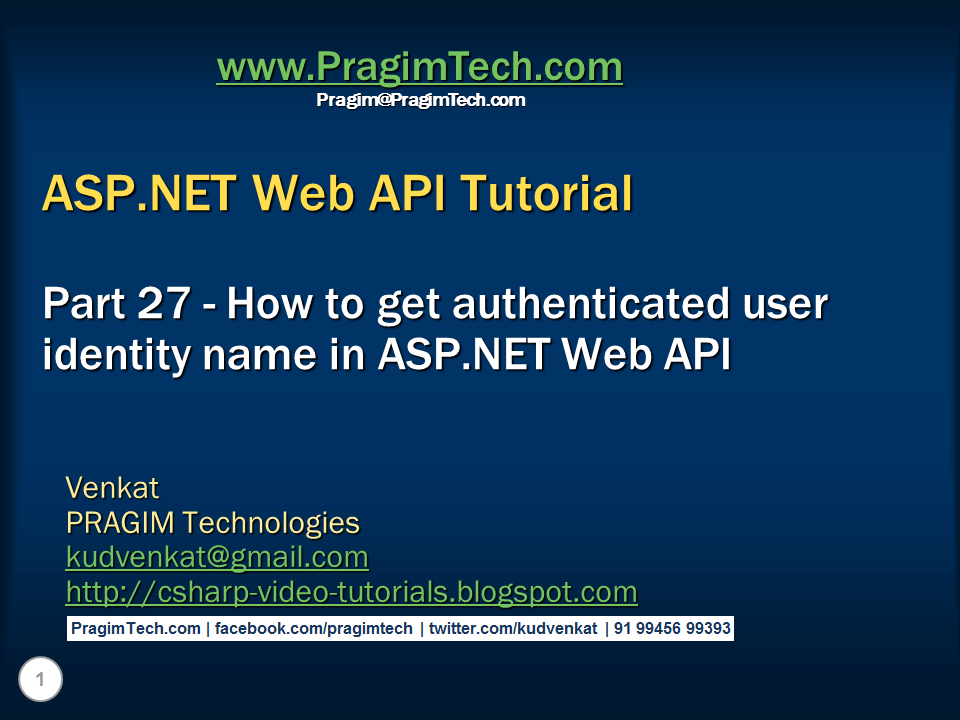 www.PragimTech.com
Pragim@PragimTech.com
ASP.NET Web API Tutorial
Part 27 - How to get authenticated user
identity name in ASP.NET Web API
Venkat
PRAGIM Technologies
kudvenkat@gmail.com
http://csharp-video-tutorials.blogspot.com
PragimTech.com | facebook.com/pragimtech | twitter.com/kudvenkat | 91 99456 99393
1